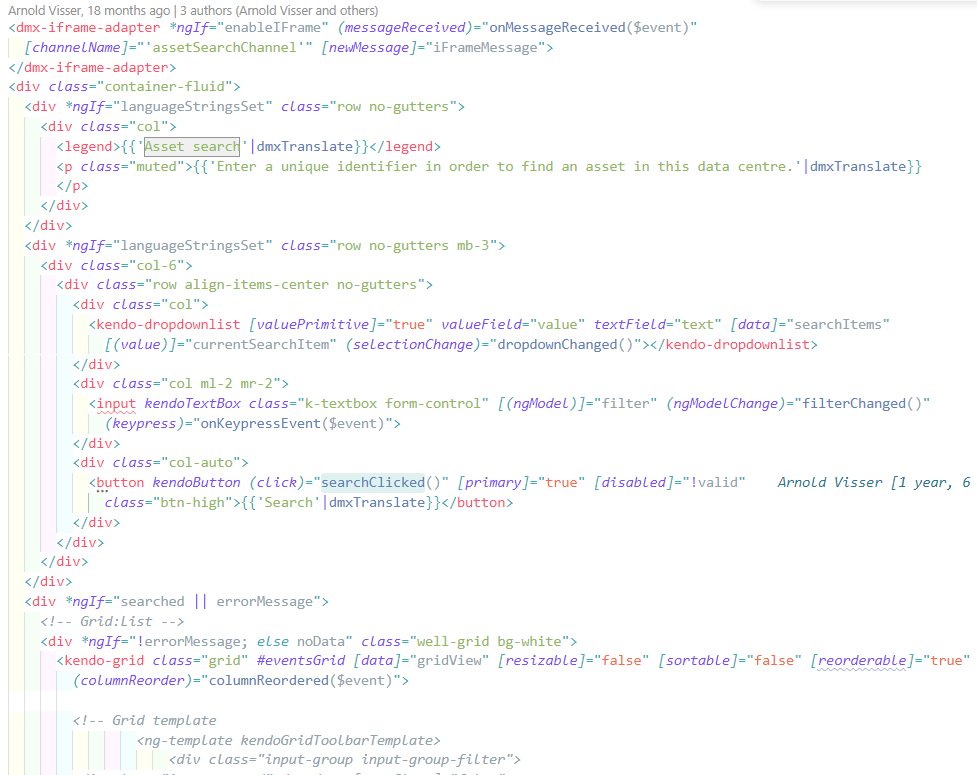 Arnold Visser, 18 months ago | 3 authors (Arnold Visser and others)
<dmx-iframe-adapter *ngIf="enableIFrame" (messageReceived)="onMessageReceived($event)"
[channelName]="'assetSearchChannel'" [newMessage]="iFrameMessage">
</dmx-iframe-adapter>
<div class="container-fluid">
<div *ngIf="languageStringsSet" class="row no-gutters">
<div class="col">
<legend>{{'Asset search'|dmxTranslate}}</legend>
<p class="muted">{{'Enter a unique identifier in order to find an asset in this data centre.'|dmxTranslate}}
</p>
</div>
</div>
<div *ngIf="languageStringsSet" class="row no-gutters mb-3">
<div class="col-6">
<div class="row align-items-center no-gutters">
<div class="col">
<kendo-dropdownlist [valuePrimitive]="true" valueField="value" textField="text" [data]="searchItems"
[(value)]="currentSearchItem" (selectionChange)="dropdownChanged()"></kendo-dropdownlist>
</div>
<div class="col ml-2 mr-2">
<input kendoTextBox class="k-textbox form-control" [(ngModel)]="filter" (ngModelChange)="filterChanged()"
(keypress)="onKeypressEvent($event)">
</div>
<div class="col-auto">
<button kendoButton (click)="searchClicked()" [primary]="true" [disabled]="!valid" Arnold Visser [1 year, 6
class="btn-high">{{'Search'|dmxTranslate}}</button>
</div>
</div>
</div>
</div>
<div *ngIf="searched || errorMessage">
<!-- Grid:List -->
<div *ngIf="!errorMessage; else noData" class="well-grid bg-white">
<kendo-grid class="grid" #eventsGrid [data]="gridView" [resizable]="false" [sortable]="false" [reorderable]="true"
(columnReorder)="columnReordered($event)">
<!-- Grid template
<ng-template kendoGridToolbarTemplate>
<div class="input-group input-group-filter">